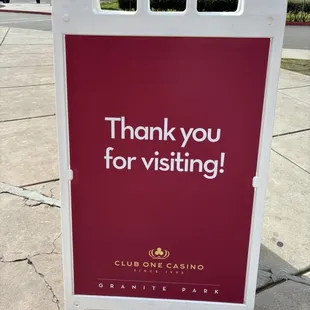 Thank you
for visiting!
CLUB ONE CASINO
SINCE 1995
GRANITE PARK